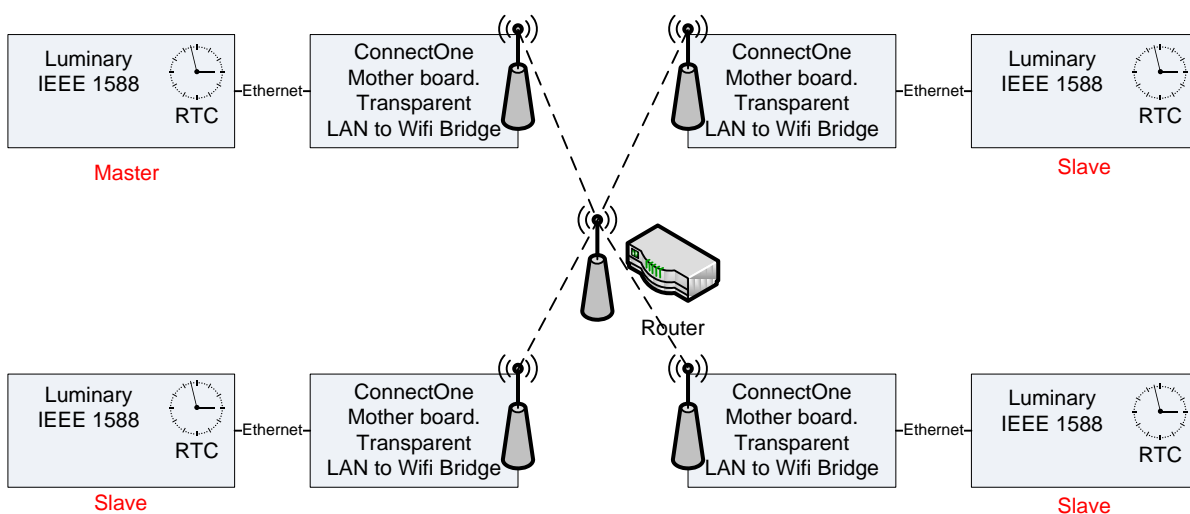 Luminary
IEEE 1588
RTC
Master
Ethernet
ConnectOne
Mother board.
Transparent
LAN to Wifi Bridge
ConnectOne
Mother board.
Transparent
LAN to Wifi Bridge
Ethernet
Luminary
IEEE 1588
RTC
Slave
Router
Luminary
IEEE 1588
RTC
Slave
Ethernet
ConnectOne
Mother board.
Transparent
LAN to Wifi Bridge
ConnectOne
Mother board.
Transparent
LAN to Wifi Bridge
Ethernet
Luminary
IEEE 1588
RTC
Slave